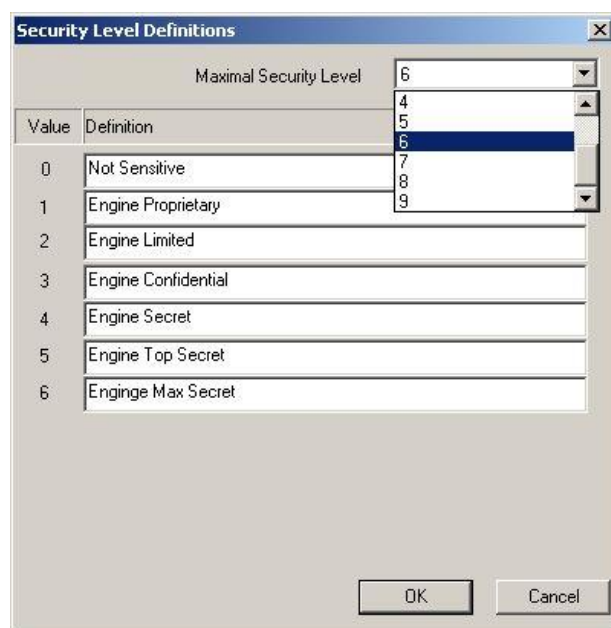 Security Level Definitions
Maximal Security Level 6
4
5
6
7
8
9
Value Definition
0 Not Sensitive
1 Engine Proprietary
2 Engine Limited
3 Engine Confidential
4 Engine Secret
5 Engine Top Secret
6 Enginge Max Secret
OK Cancel